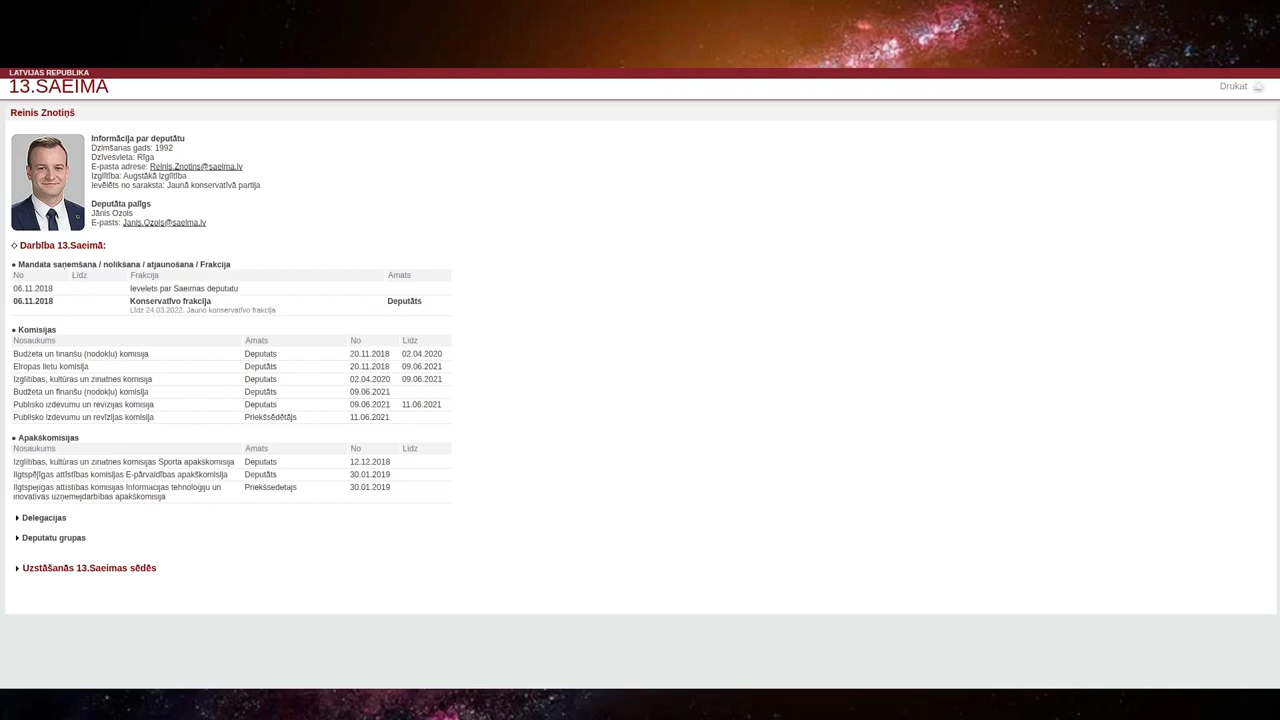 LATVIJAS REPUBLIKA
13.SAEIMA
Drukāt
Reinis Znotiņš
Informācija par deputātu
Dzimšanas gads: 1992
Dzīvesvieta: Rīga
E-pasta adrese: Reinis.Znotins@saeima.lv
Izglītība: Augstākā izglītība
Ievēlēts no saraksta: Jaunā konservatīvā partija
Deputāta palīgs
Jānis Ozols
E-pasts: Janis.Ozols@saeima.lv
Darbība 13.Saeimā:
• Mandāta saņemšana / nolikšana / atjaunošana / Frakcija
No Līdz Frakcija Amats
06.11.2018 Ievēlēts par Saeimas deputātu
06.11.2018 Konservatīvo frakcija Deputāts
Līdz 24.03.2022. Jauno konservatīvo frakcija
• Komisijas
Nosaukums Amats No Līdz
Budžeta un finanšu (nodokļu) komisija Deputāts 20.11.2018 02.04.2020
Eiropas lietu komisija Deputāts 20.11.2018 09.06.2021
Izglītības, kultūras un zinātnes komisija Deputāts 02.04.2020 09.06.2021
Budžeta un finanšu (nodokļu) komisija Deputāts 09.06.2021
Publisko izdevumu un revīzijas komisija Deputāts 09.06.2021 11.06.2021
Publisko izdevumu un revīzijas komisija Priekšsēdētājs 11.06.2021
• Apakškomisijas
Nosaukums Amats No Līdz
Izglītības, kultūras un zinātnes komisijas Sporta apakškomisija Deputāts 12.12.2018
Ilgtspējīgas attīstības komisijas E-pārvaldības apakškomisija Deputāts 30.01.2019
Ilgtspējīgas attīstības komisijas Informācijas tehnoloģiju un Priekšsēdētājs 30.01.2019
inovatīvas uzņēmējdarbības apakškomisija
Delegācijas
Deputātu grupas
Uzstāšanās 13.Saeimas sēdēs